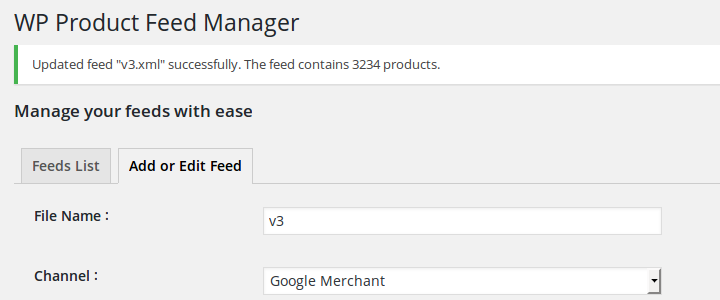 WP Product Feed Manager
Updated feed "v3.xml" successfully. The feed contains 3234 products.
Manage your feeds with ease
Feeds List
Add or Edit Feed
File Name :
v3
Channel :
Google Merchant